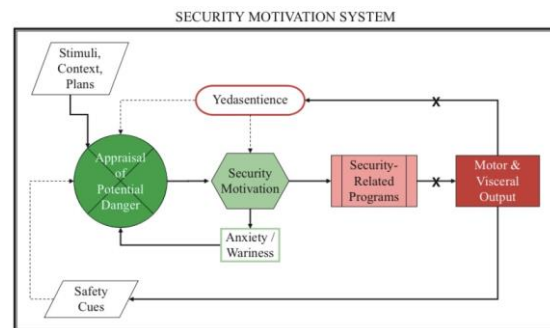 SECURITY MOTIVATION SYSTEM
Stimuli,
Context,
Plans
Yedasentience
X
Appraisal
of
Potential
Danger
Security
Motivation
Security-
Related
Programs
X
Motor &
Visceral
Output
Anxiety /
Wariness
Safety
Cues